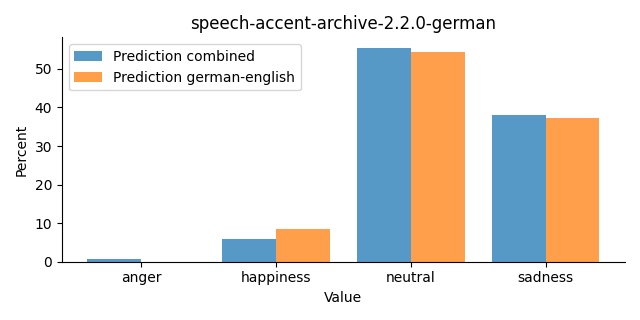 speech-accent-archive-2.2.0-german
Prediction combined
Prediction german-english
Percent
50
40
30
20
10
0
anger happiness neutral sadness
Value